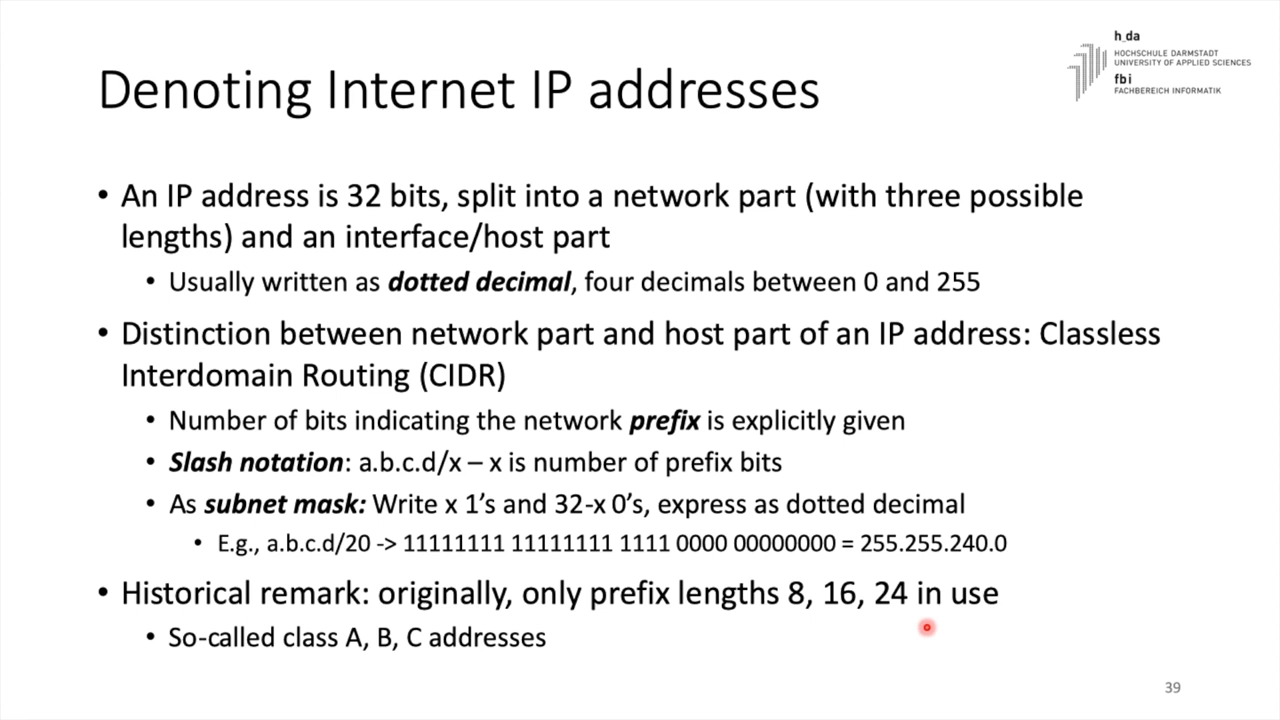 h_da
HOCHSCHULE DARMSTADT
UNIVERSITY OF APPLIED SCIENCES
fbi
FACHBEREICH INFORMATIK
Denoting Internet IP addresses
• An IP address is 32 bits, split into a network part (with three possible
lengths) and an interface/host part
• Usually written as dotted decimal, four decimals between 0 and 255
• Distinction between network part and host part of an IP address: Classless
Interdomain Routing (CIDR)
• Number of bits indicating the network prefix is explicitly given
• Slash notation: a.b.c.d/x – x is number of prefix bits
• As subnet mask: Write x 1’s and 32-x 0’s, express as dotted decimal
• E.g., a.b.c.d/20 -> 11111111 11111111 1111 0000 00000000 = 255.255.240.0
• Historical remark: originally, only prefix lengths 8, 16, 24 in use
• So-called class A, B, C addresses
39